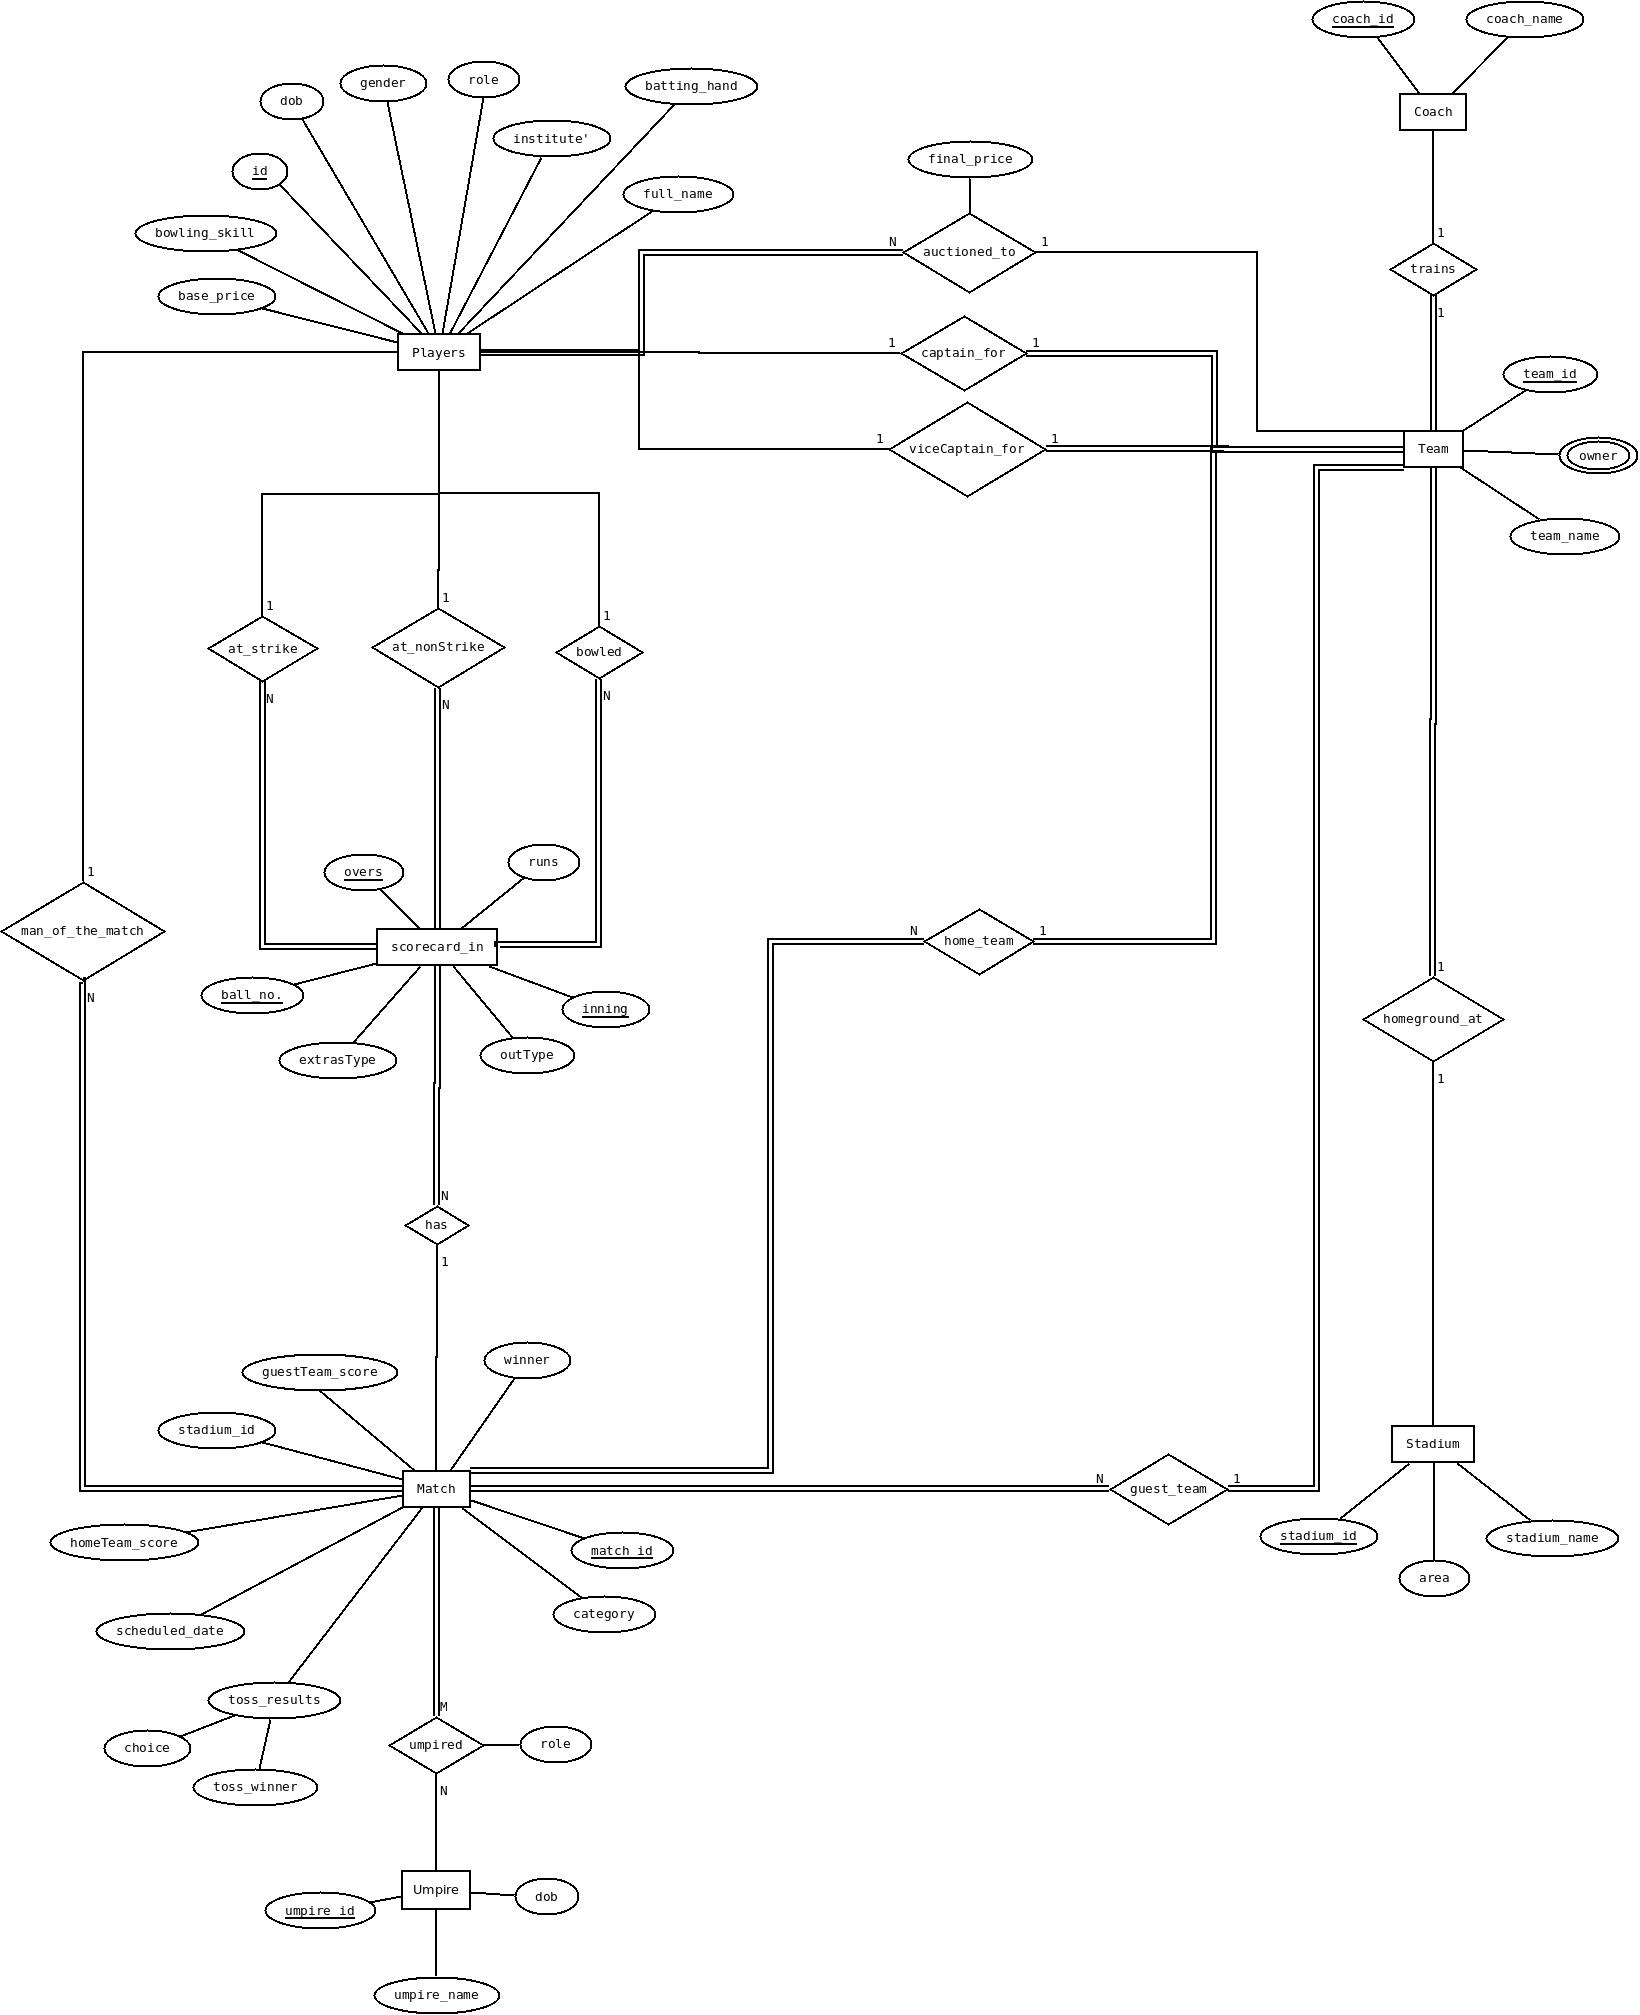 coach_id
coach_name
dob
gender
role
batting_hand
Coach
institute'
final_price
id
full_name
bowling_skill
1
N
auctioned_to
1
trains
base_price
1
1
captain_for
1
Players
team_id
1
viceCaptain_for
1
Team
owner
team_name
1
1
1
at_strike
at_nonStrike
bowled
N
N
N
overs
runs
1
man_of_the_match
N
home_team
1
scorecard_in
1
N
ball_no.
inning
homeground_at
extrasType
outType
1
N
has
1
guestTeam_score
winner
stadium_id
Stadium
Match
N
guest_team
1
homeTeam_score
match_id
stadium_id
stadium_name
area
category
scheduled_date
toss_results
M
choice
umpired
role
toss_winner
N
Umpire
umpire_id
dob
umpire_name